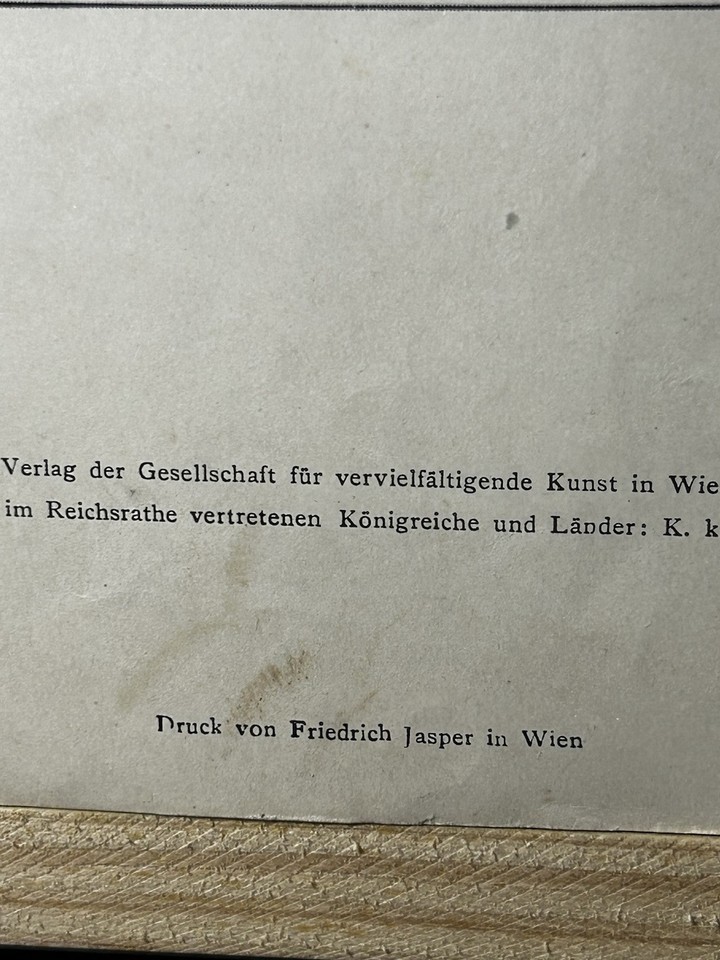 Verlag der Gesellschaft für vervielfältigende Kunst in Wie
im Reichsrathe vertretenen Königreiche und Länder: K. k
Druck von Friedrich Jasper in Wien